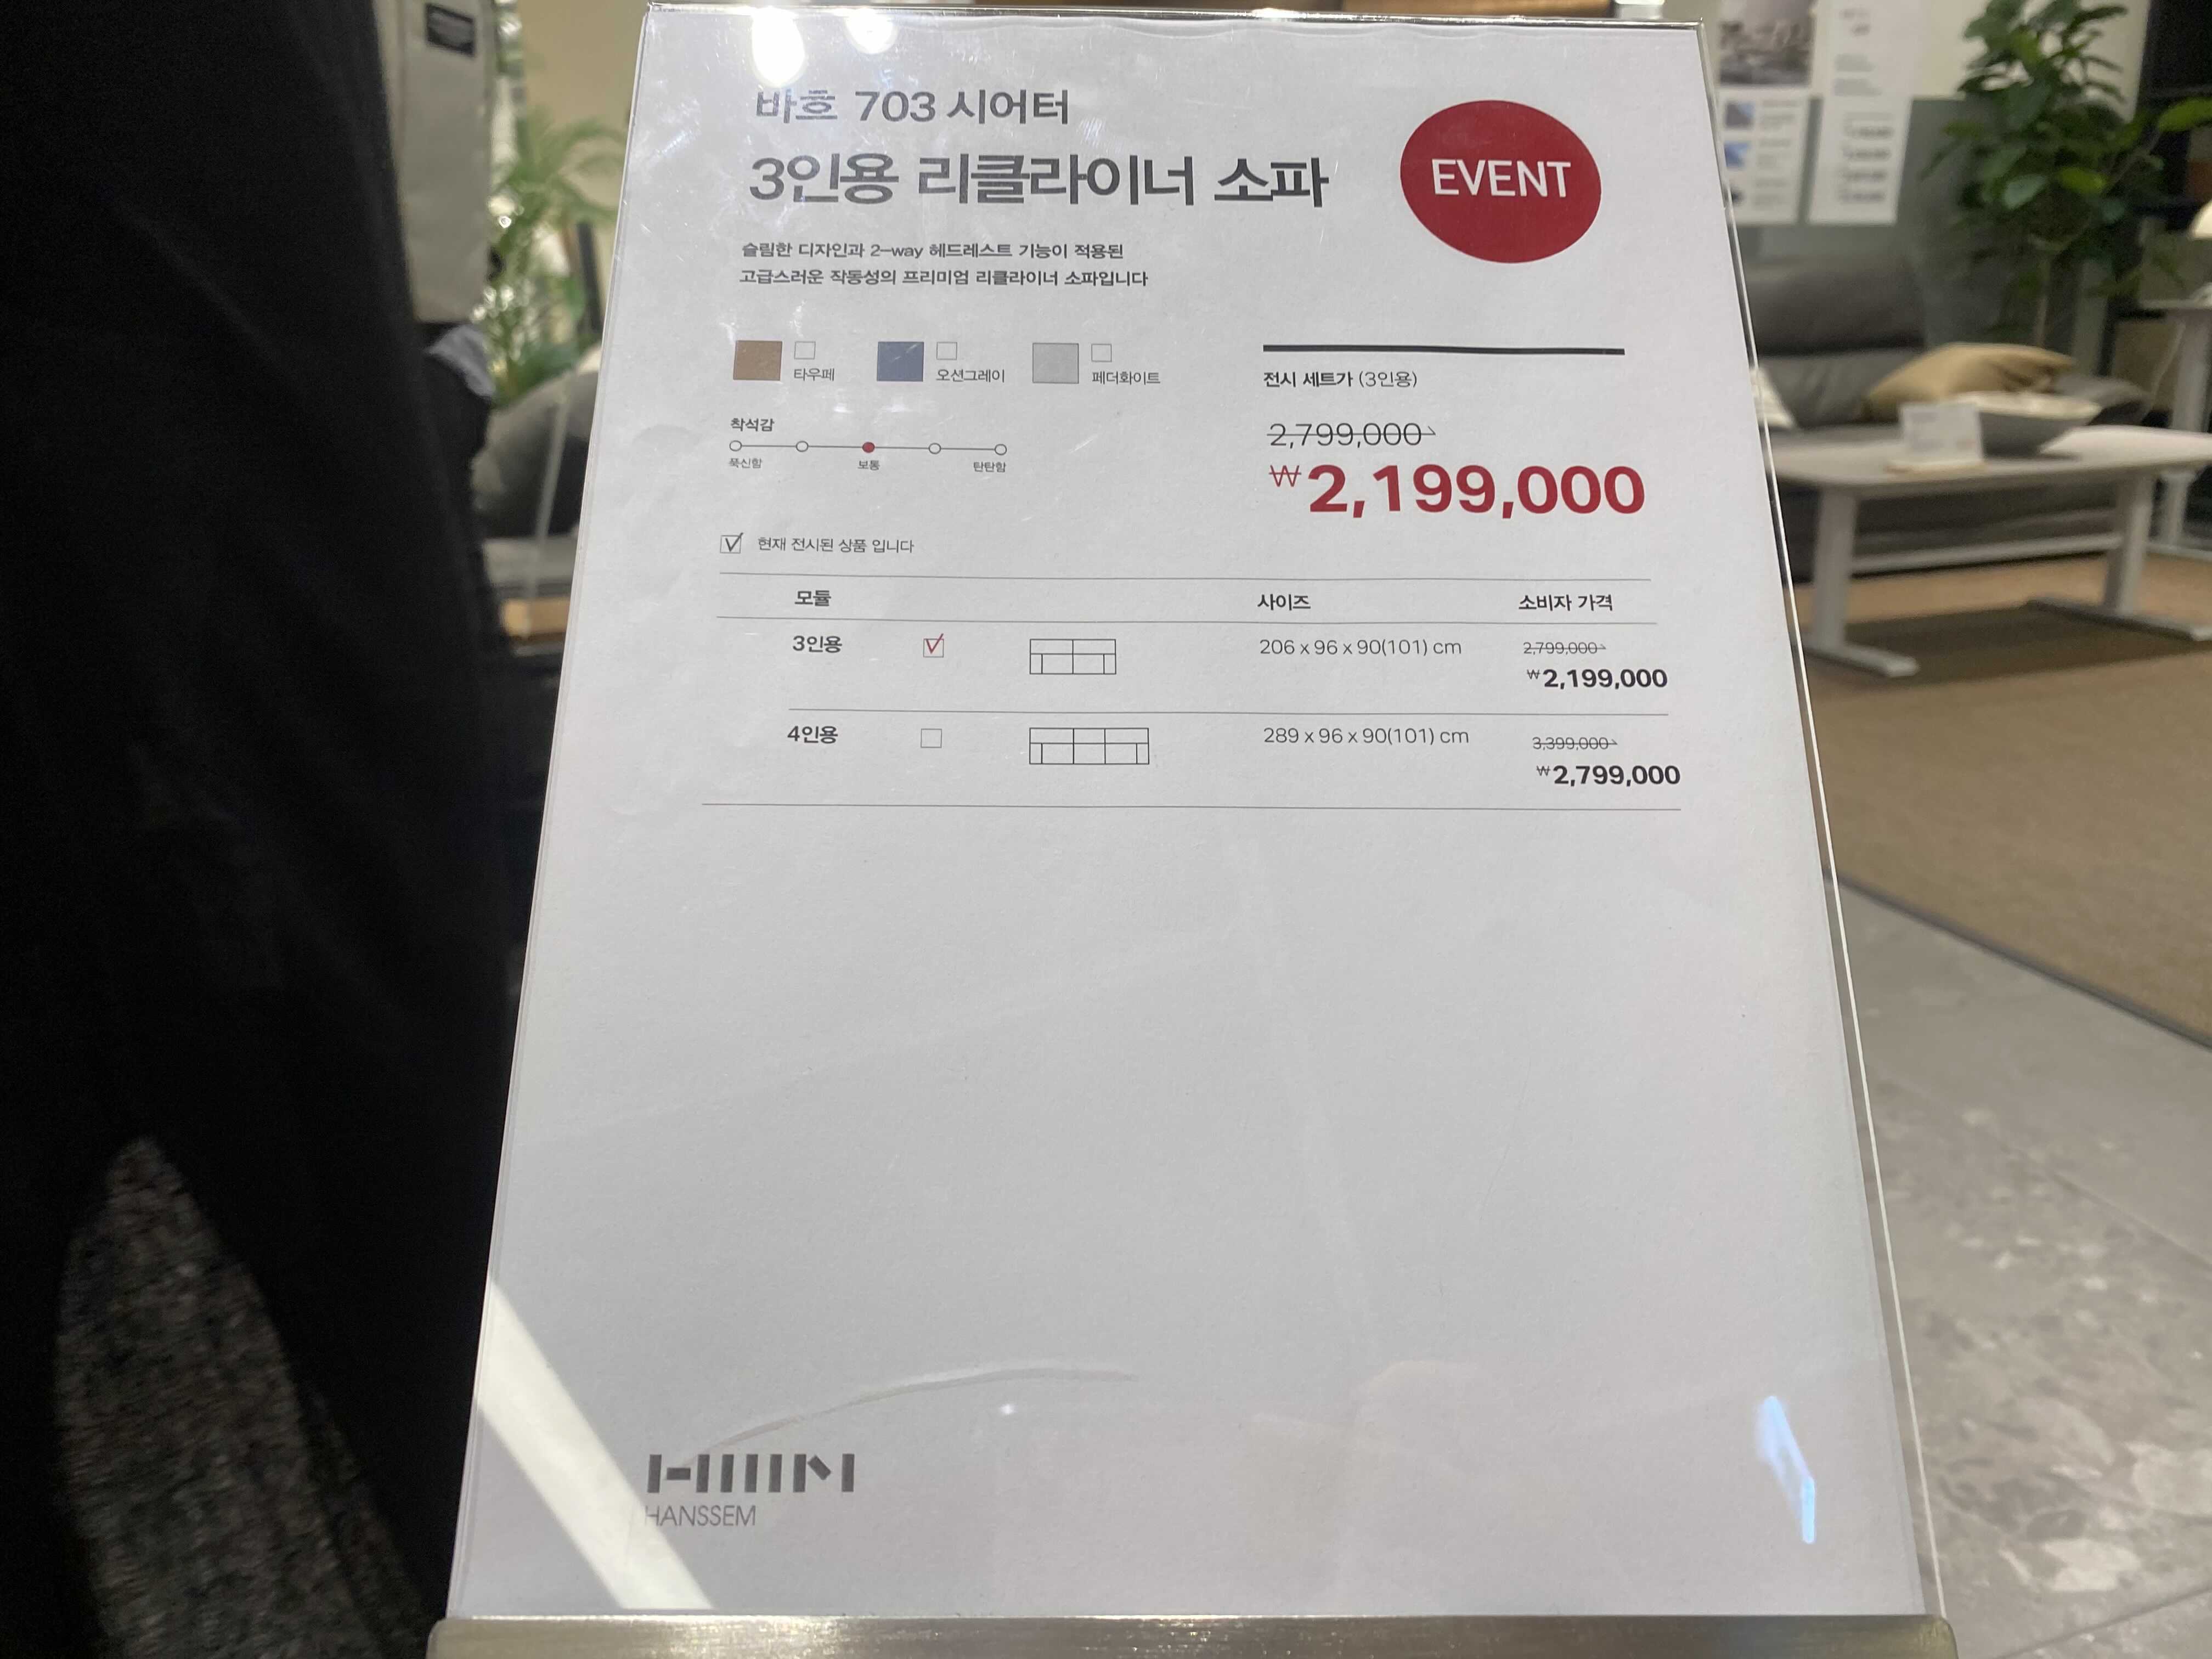 바흐 703 시어터
3인용 리클라이너 소파
EVENT
슬림한 디자인과 2-way 헤드레스트 기능이 적용된
고급스러운 작동성의 프리미엄 리클라이너 소파입니다
타우페 오션그레이 페더화이트
착석감
푹신함 보통 탄탄함
전시 세트가 (3인용)
2,799,000
₩2,199,000
현재 전시된 상품 입니다
모듈 사이즈 소비자 가격
3인용 206 x 96 x 90(101) cm 2,799,000
₩2,199,000
4인용 289 x 96 x 90(101) cm 3,399,000
₩2,799,000
HANSSEM